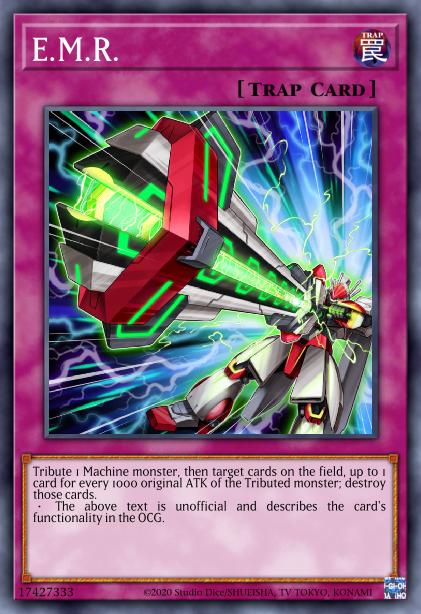 E.M.R.
TRAP
罠
[TRAP CARD]
Tribute 1 Machine monster, then target cards on the field, up to 1
card for every 1000 original ATK of the Tributed monster; destroy
those cards.
· The above text is unofficial and describes the card's
functionality in the OCG.
17427333 ©2020 Studio Dice/SHUEISHA, TV TOKYO, KONAMI